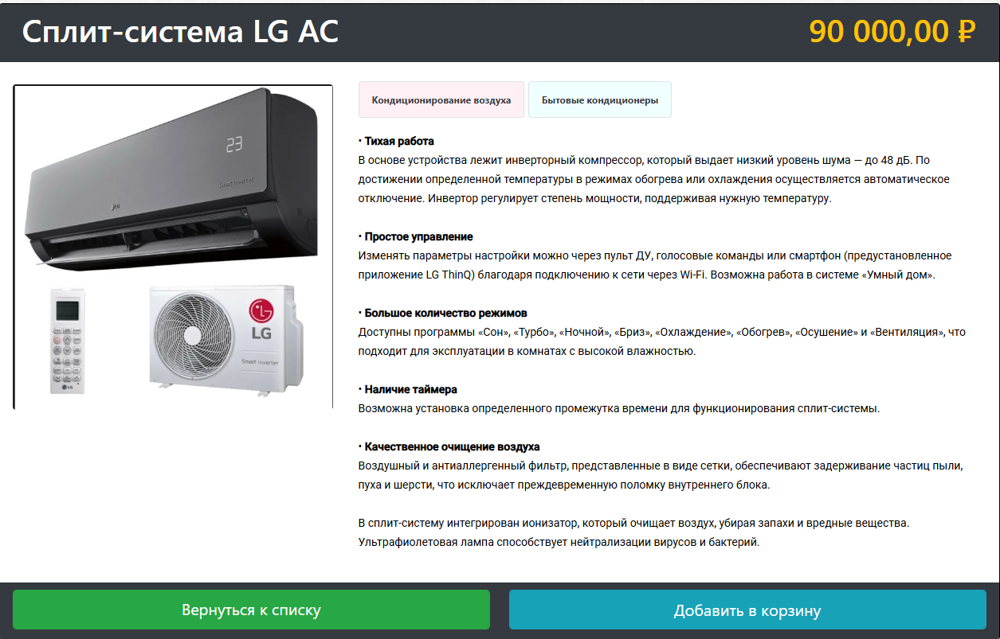 Сплит-система LG AC
90 000,00 ₽
Кондиционирование воздуха
Бытовые кондиционеры
23
Smart Inverter
LG
LG
Smart Inverter
LG
• Тихая работа
В основе устройства лежит инверторный компрессор, который выдает низкий уровень шума — до 48 дБ. По
достижении определенной температуры в режимах обогрева или охлаждения осуществляется автоматическое
отключение. Инвертор регулирует степень мощности, поддерживая нужную температуру.
• Простое управление
Изменять параметры настройки можно через пульт ДУ, голосовые команды или смартфон (предустановленное
приложение LG ThinQ) благодаря подключению к сети через Wi-Fi. Возможна работа в системе «Умный дом».
• Большое количество режимов
Доступны программы «Сон», «Турбо», «Ночной», «Бриз», «Охлаждение», «Обогрев», «Осушение» и «Вентиляция», что
подходит для эксплуатации в комнатах с высокой влажностью.
• Наличие таймера
Возможна установка определенного промежутка времени для функционирования сплит-системы.
• Качественное очищение воздуха
Воздушный и антиаллергенный фильтр, представленные в виде сетки, обеспечивают задерживание частиц пыли,
пуха и шерсти, что исключает преждевременную поломку внутреннего блока.
В сплит-систему интегрирован ионизатор, который очищает воздух, убирая запахи и вредные вещества.
Ультрафиолетовая лампа способствует нейтрализации вирусов и бактерий.
Вернуться к списку
Добавить в корзину